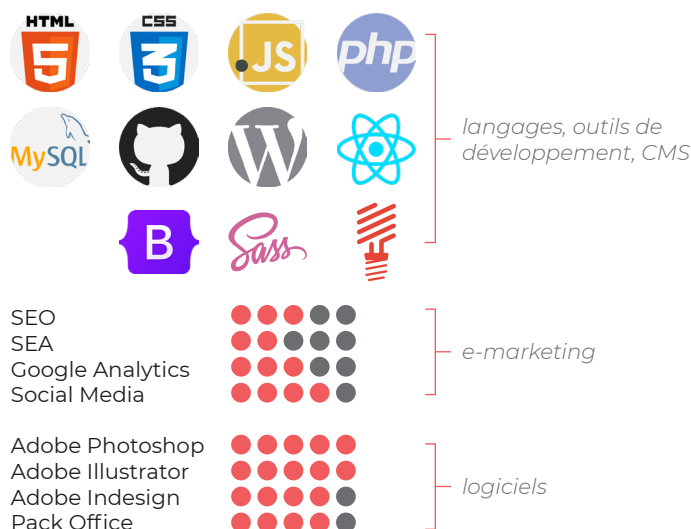 HTML
CSS
JS
php
MySQL
W
B
Sass
langages, outils de
développement, CMS
SEO
SEA
Google Analytics
Social Media
e-marketing
Adobe Photoshop
Adobe Illustrator
Adobe Indesign
Pack Office
logiciels